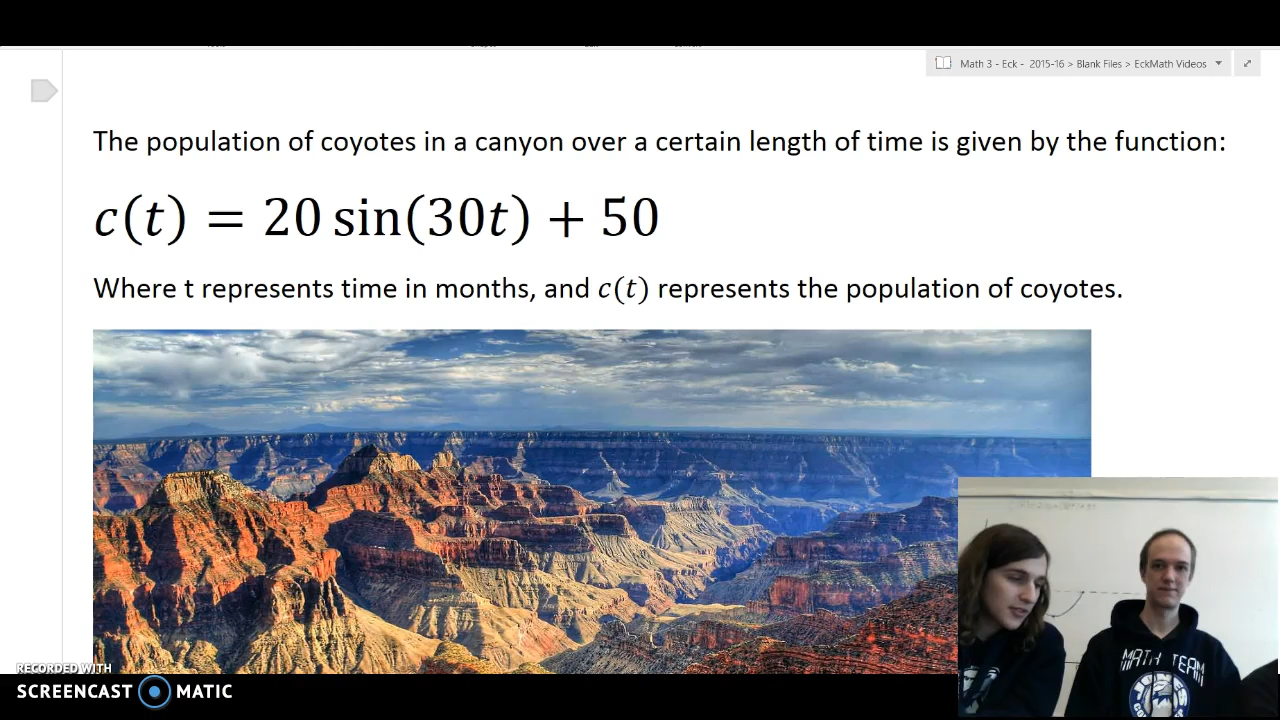 Math 3 - Eck - 2015-16 > Blank Files > EckMath Videos
The population of coyotes in a canyon over a certain length of time is given by the function:
c(t) = 20 sin(30t) + 50
Where t represents time in months, and c(t) represents the population of coyotes.
MATH TEAM
RECORDED WITH
SCREENCAST MATIC